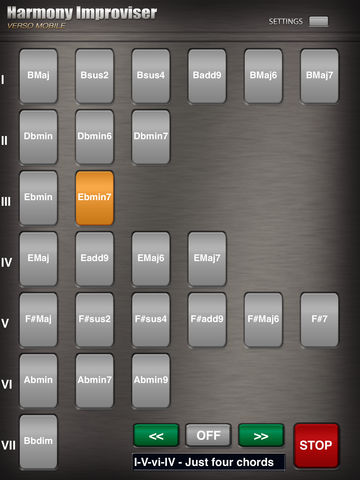 Harmony Improviser
VERSO MOBILE
SETTINGS
I
BMaj Bsus2 Bsus4 Badd9 BMaj6 BMaj7
II
Dbmin Dbmin6 Dbmin7
III
Ebmin Ebmin7
IV
EMaj Eadd9 EMaj6 EMaj7
V
F#Maj F#sus2 F#sus4 F#add9 F#Maj6 F#7
VI
Abmin Abmin7 Abmin9
VII
Bbdim
<< OFF >> STOP
I-V-vi-IV - Just four chords